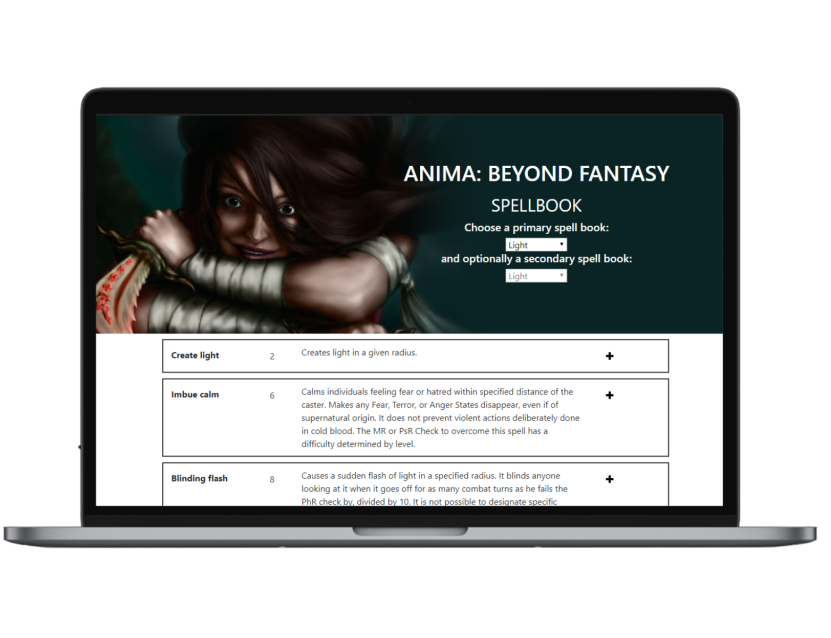 ANIMA: BEYOND FANTASY
SPELLBOOK
Choose a primary spell book:
Light
and optionally a secondary spell book:
Light
Create light 2 Creates light in a given radius.
Imbue calm 6 Calms individuals feeling fear or hatred within specified distance of the
caster. Makes any Fear, Terror, or Anger States disappear, even if of
supernatural origin. It does not prevent violent actions deliberately done
in cold blood. The MR or PsR Check to overcome this spell has a
difficulty determined by level.
Blinding flash 8 Causes a sudden flash of light in a specified radius. It blinds anyone
looking at it when it goes off for as many combat turns as he fails the
PhR check by, divided by 10. It is not possible to designate specific